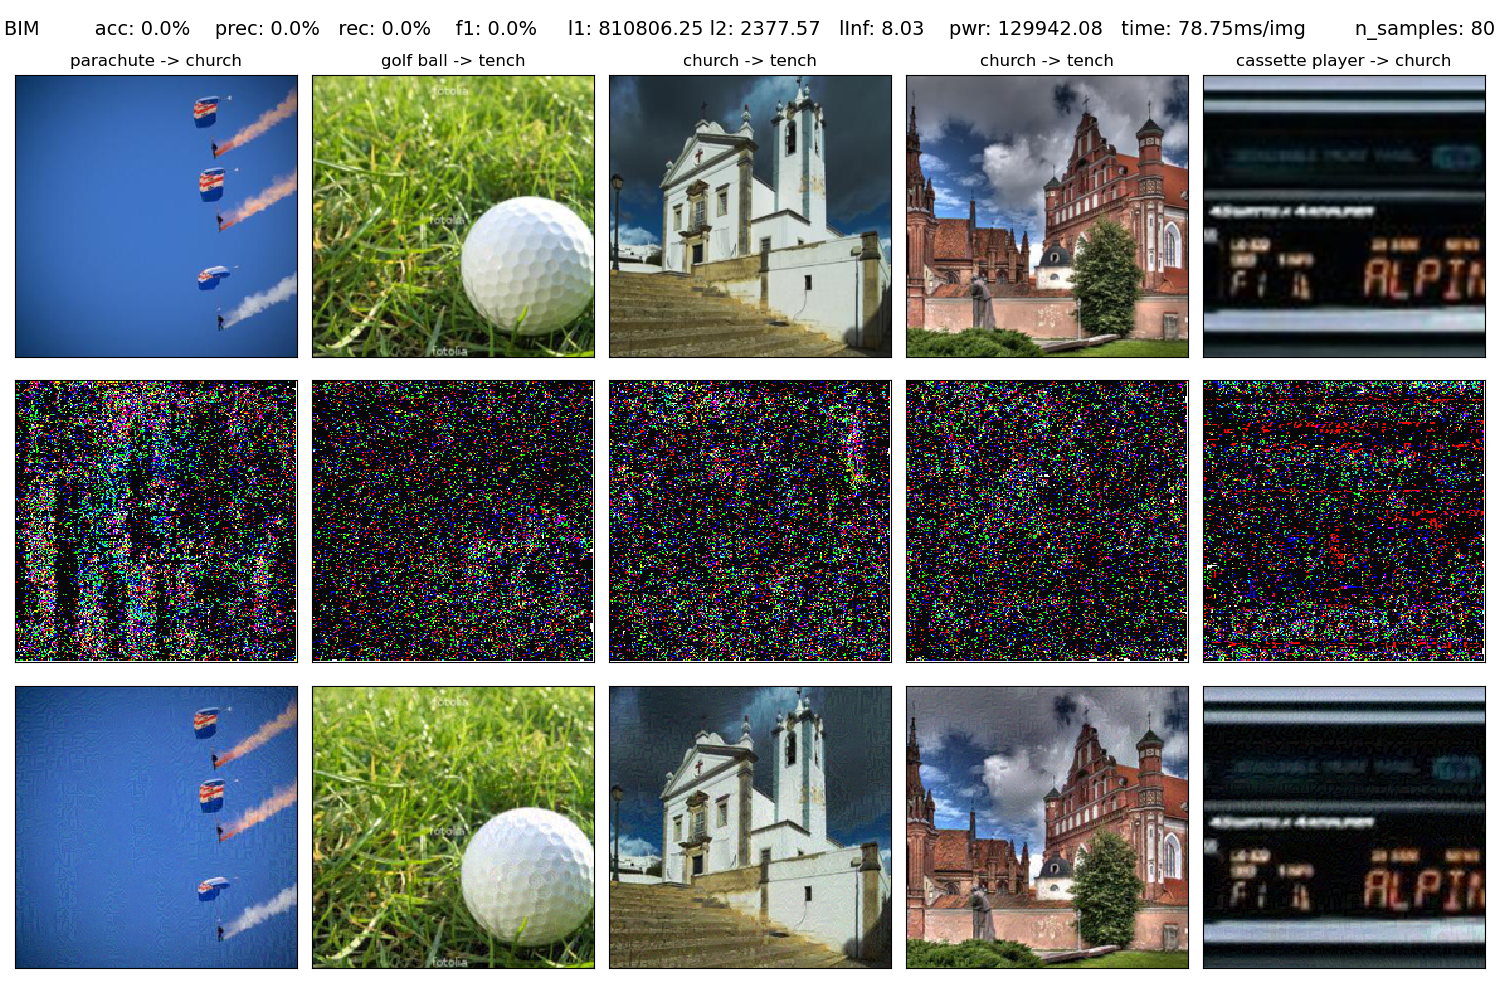 BIM acc: 0.0% prec: 0.0% rec: 0.0% f1: 0.0% l1: 810806.25 l2: 2377.57 lInf: 8.03 pwr: 129942.08 time: 78.75ms/img n_samples: 80
parachute -> church
golf ball -> tench
church -> tench
church -> tench
cassette player -> church
fotolia
fotolia
fotolia
ALPIN
fotolia
fotolia
fotolia
ALPIN